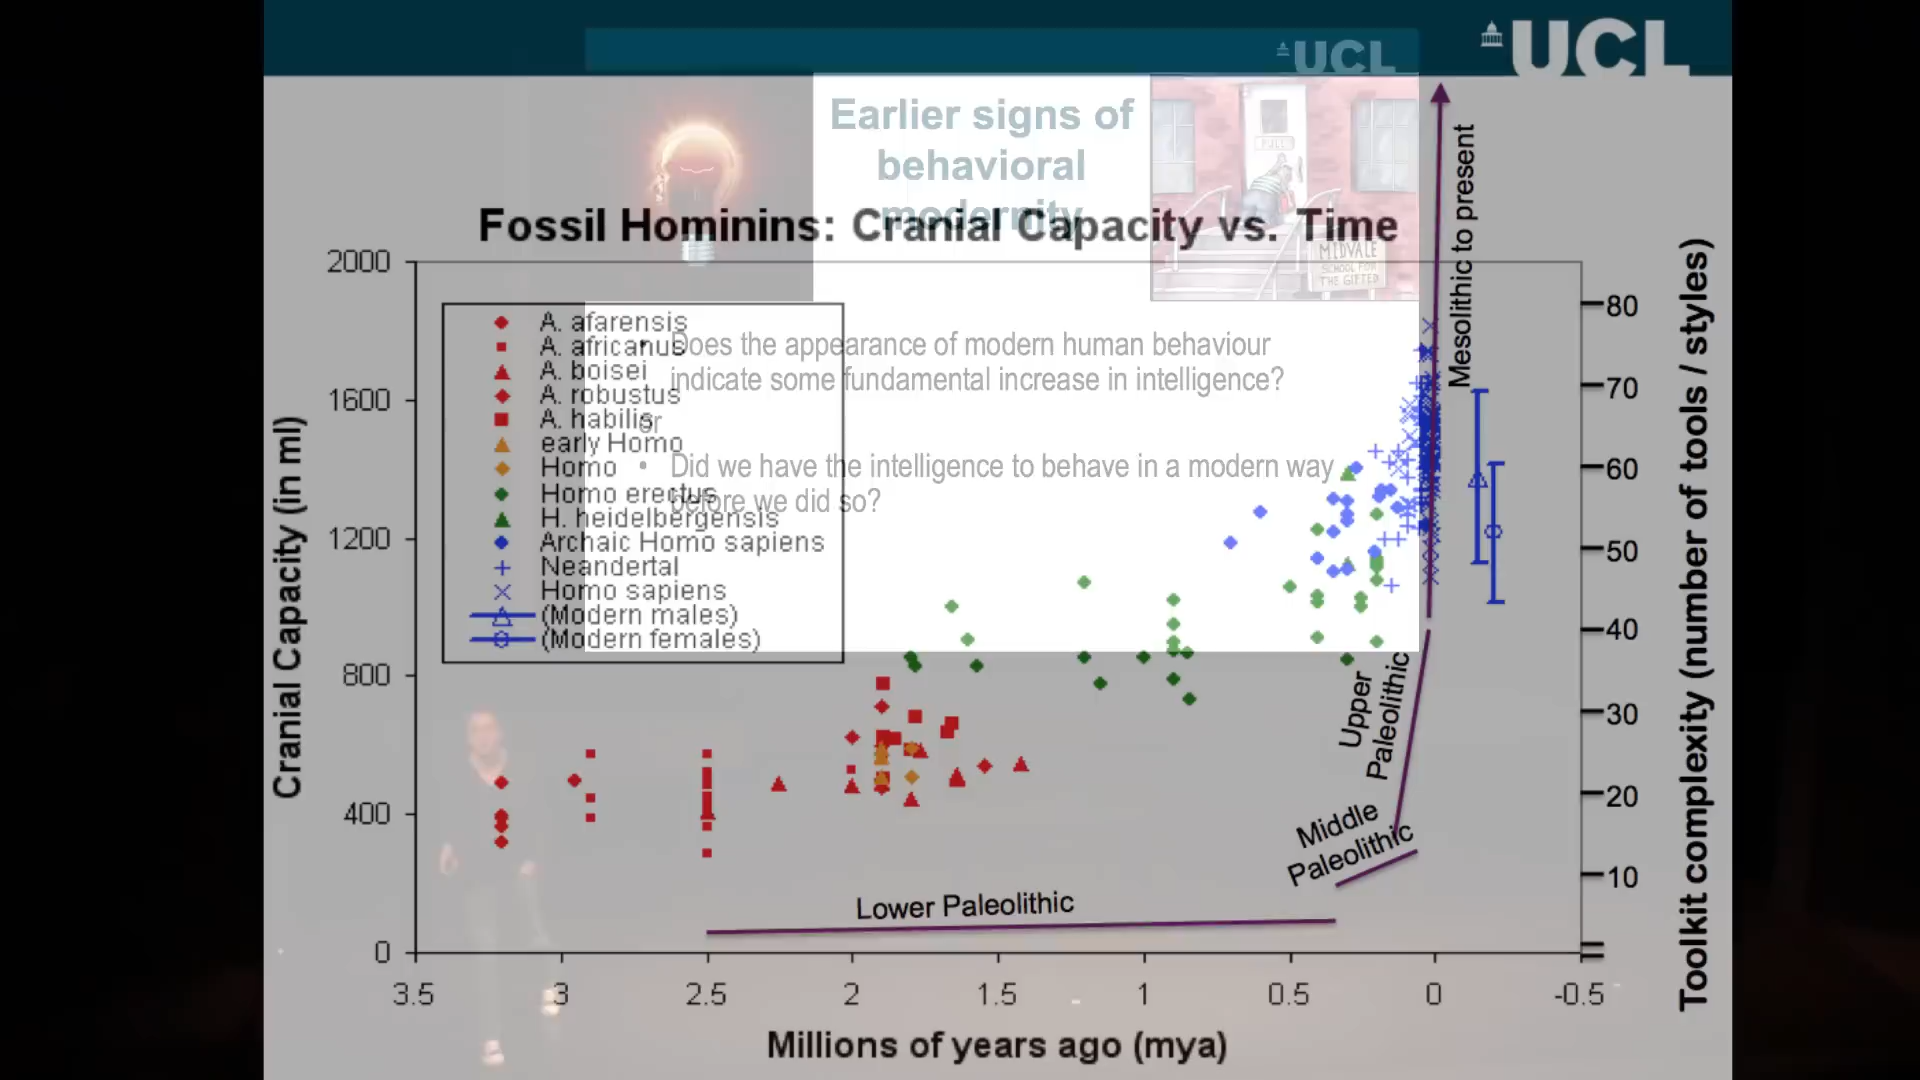 UCL
UCL
Earlier signs of
behavioral
modernity
PULL
MIDVALE
SCHOOL FOR
THE GIFTED
Fossil Hominins: Cranial Capacity vs. Time
Does the appearance of modern human behaviour
indicate some fundamental increase in intelligence?
or
• Did we have the intelligence to behave in a modern way
before we did so?
A. afarensis
A. africanus
A. boisei
A. robustus
A. habilis
early Homo
Homo
Homo erectus
H. heidelbergensis
Archaic Homo sapiens
Neandertal
Homo sapiens
(Modern males)
(Modern females)
Cranial Capacity (in ml)
2000
1600
1200
800
400
0
3.5
3
2.5
2
1.5
1
0.5
0
-0.5
Millions of years ago (mya)
Lower Paleolithic
Middle
Paleolithic
Upper
Paleolithic
Mesolithic to present
80
70
60
50
40
30
20
10
Toolkit complexity (number of tools / styles)